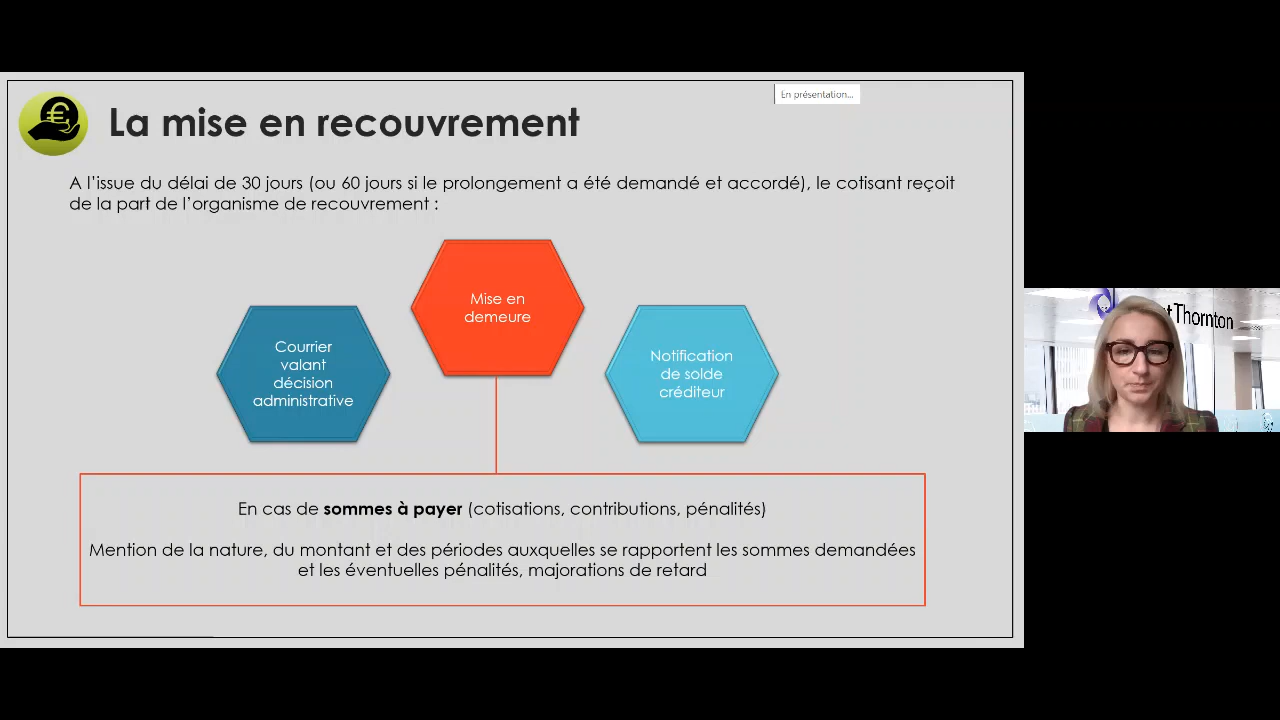 En présentation...
La mise en recouvrement
A l'issue du délai de 30 jours (ou 60 jours si le prolongement a été demandé et accordé), le cotisant reçoit
de la part de l'organisme de recouvrement :
Mise en
demeure
Courrier
valant
décision
administrative
Notification
de solde
créditeur
Thornton
En cas de sommes à payer (cotisations, contributions, pénalités)
Mention de la nature, du montant et des périodes auxquelles se rapportent les sommes demandées
et les éventuelles pénalités, majorations de retard